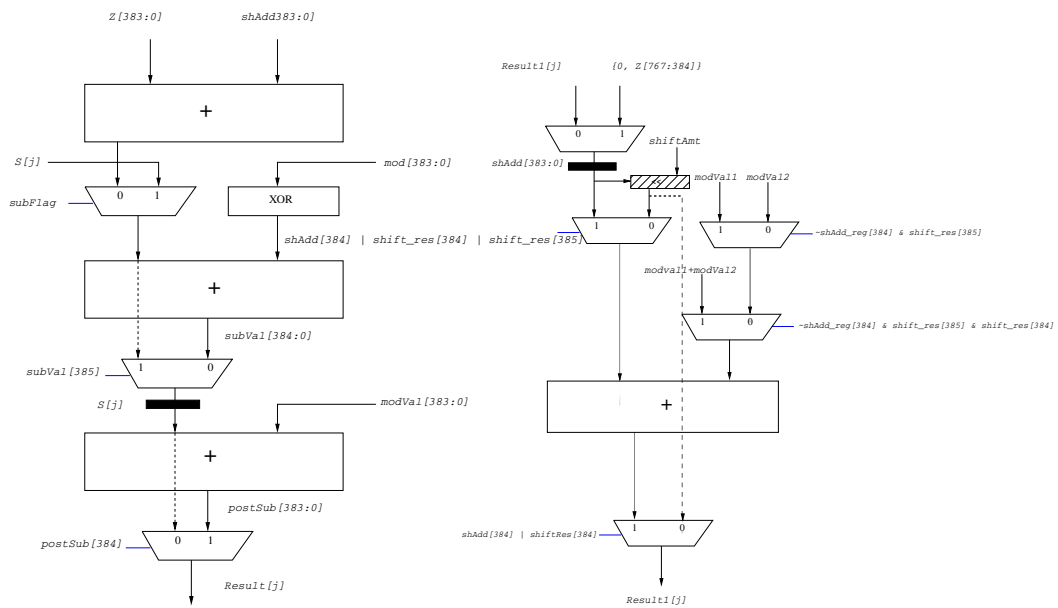 Z[383:0]
shAdd383:0]
+
S[j]
mod[383:0]
0 1
XOR
subFlag
shAdd[384] | shift_res[384] | shift_res[385]
+
subVal[384:0]
1 0
subVal[385]
S[j]
modVal[383:0]
+
postSub[383:0]
0 1
postSub[384]
Result[j]
Result1[j]
{0, Z[767:384]}
0 1
shiftAmt
shAdd[383:0]
<<
modVal1
modVal2
1 0
1 0
~shAdd_reg[384] & shift_res[385]
modval1+modVal2
1 0
~shAdd_reg[384] & shift_res[385] & shift_res[384]
+
1 0
shAdd[384] | shiftRes[384]
Result1[j]